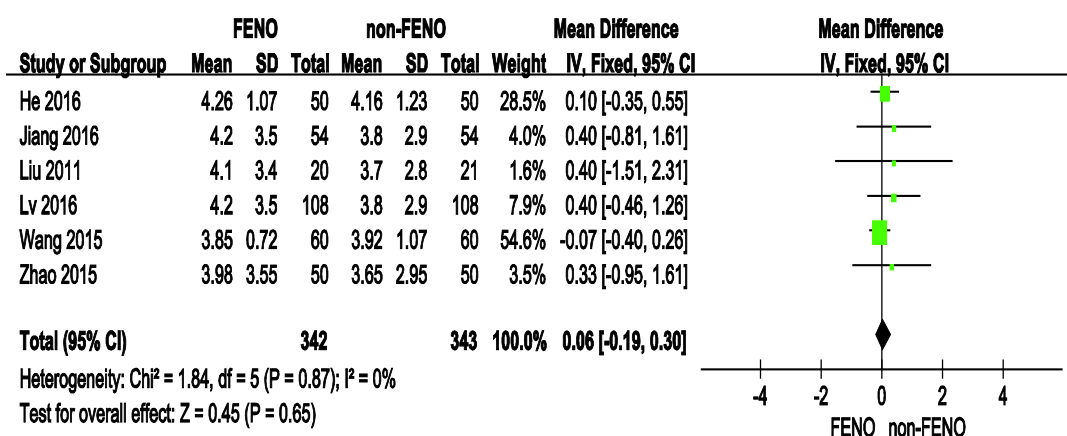 FENO non-FENO Mean Difference Mean Difference
Study or Subgroup Mean SD Total Mean SD Total Weight IV, Fixed, 95% CI IV, Fixed, 95% CI
He 2016 4.26 1.07 50 4.16 1.23 50 28.5% 0.10 [-0.35, 0.55]
Jiang 2016 4.2 3.5 54 3.8 2.9 54 4.0% 0.40 [-0.81, 1.61]
Liu 2011 4.1 3.4 20 3.7 2.8 21 1.6% 0.40 [-1.51, 2.31]
Lv 2016 4.2 3.5 108 3.8 2.9 108 7.9% 0.40 [-0.46, 1.26]
Wang 2015 3.85 0.72 60 3.92 1.07 60 54.6% -0.07 [-0.40, 0.26]
Zhao 2015 3.98 3.55 50 3.65 2.95 50 3.5% 0.33 [-0.95, 1.61]
Total (95% CI) 342 343 100.0% 0.06 [-0.19, 0.30]
Heterogeneity: Chi² = 1.84, df = 5 (P = 0.87); I² = 0%
Test for overall effect: Z = 0.45 (P = 0.65)
-4 -2 0 2 4
FENO non-FENO